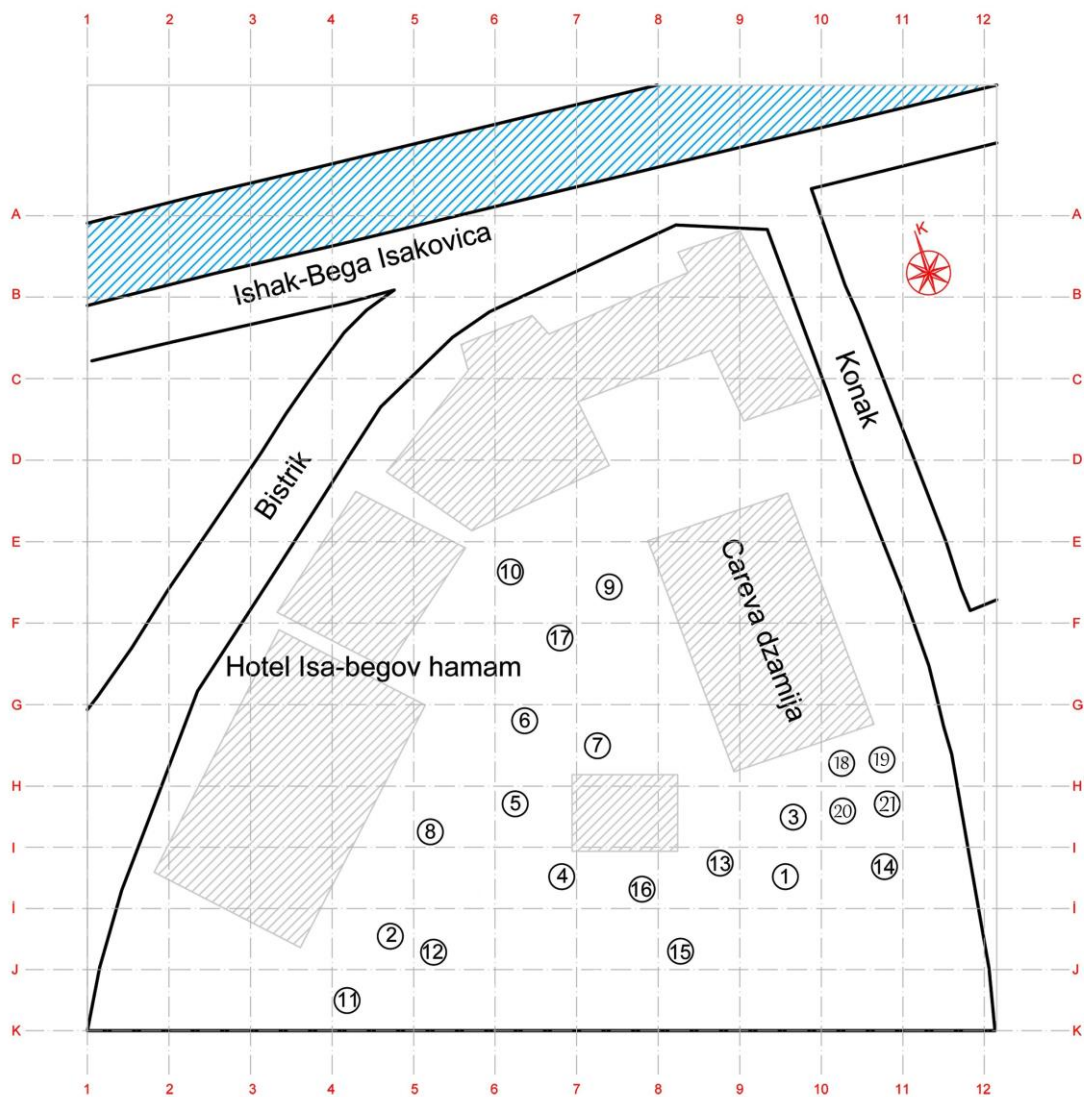 1 2 3 4 5 6 7 8 9 10 11 12
A A
K
Ishak-Bega Isakovica
B B
Konak
C C
D D
Bistrik
E E
Careva dzamija
10
9
F F
17
Hotel Isa-begov hamam
G G
6
7
18 19
H H
5
3
20 21
8
I I
13
14
4
1
16
İ İ
2
12
15
J J
11
K K
1 2 3 4 5 6 7 8 9 10 11 12